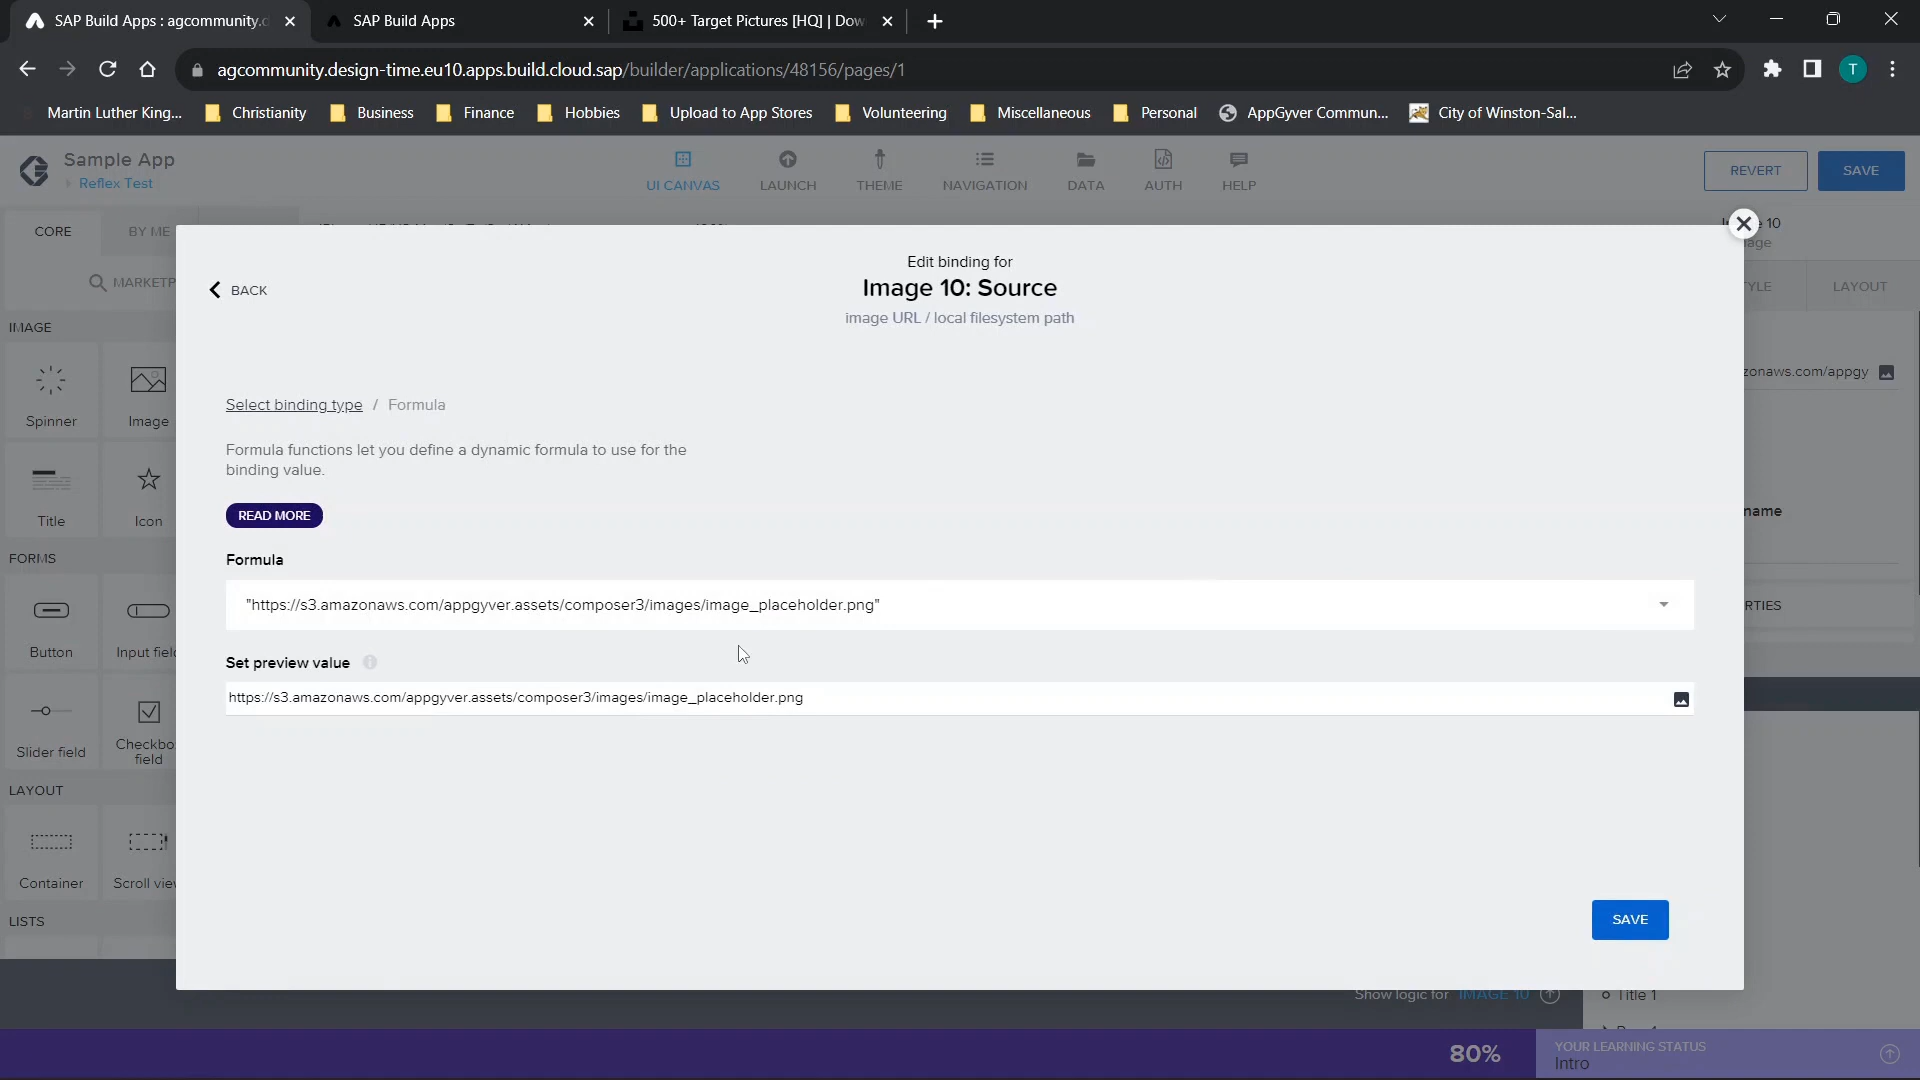 SAP Build Apps : agcommunity.c
SAP Build Apps
500+ Target Pictures [HQ] | Dow
agcommunity.design-time.eu10.apps.build.cloud.sap/builder/applications/48156/pages/1
T
Martin Luther King...
Christianity
Business
Finance
Hobbies
Upload to App Stores
Volunteering
Miscellaneous
Personal
AppGyver Commun...
City of Winston-Sal...
Sample App
Reflex Test
UI CANVAS
LAUNCH
THEME
NAVIGATION
DATA
AUTH
HELP
REVERT
SAVE
CORE
BY ME
10
age
MARKETP
YLE
LAYOUT
Edit binding for
Image 10: Source
image URL / local filesystem path
BACK
IMAGE
Spinner
Image
Title
Icon
zonaws.com/appgy
Select binding type / Formula
Formula functions let you define a dynamic formula to use for the
binding value.
READ MORE
name
FORMS
Formula
"https://s3.amazonaws.com/appgyver.assets/composer3/images/image_placeholder.png"
RTIES
Button
Input field
Set preview value
https://s3.amazonaws.com/appgyver.assets/composer3/images/image_placeholder.png
Slider field
Checkbo
field
LAYOUT
Container
Scroll view
LISTS
SAVE
Show logic for IMAGE 10
Title 1
80%
YOUR LEARNING STATUS
Intro